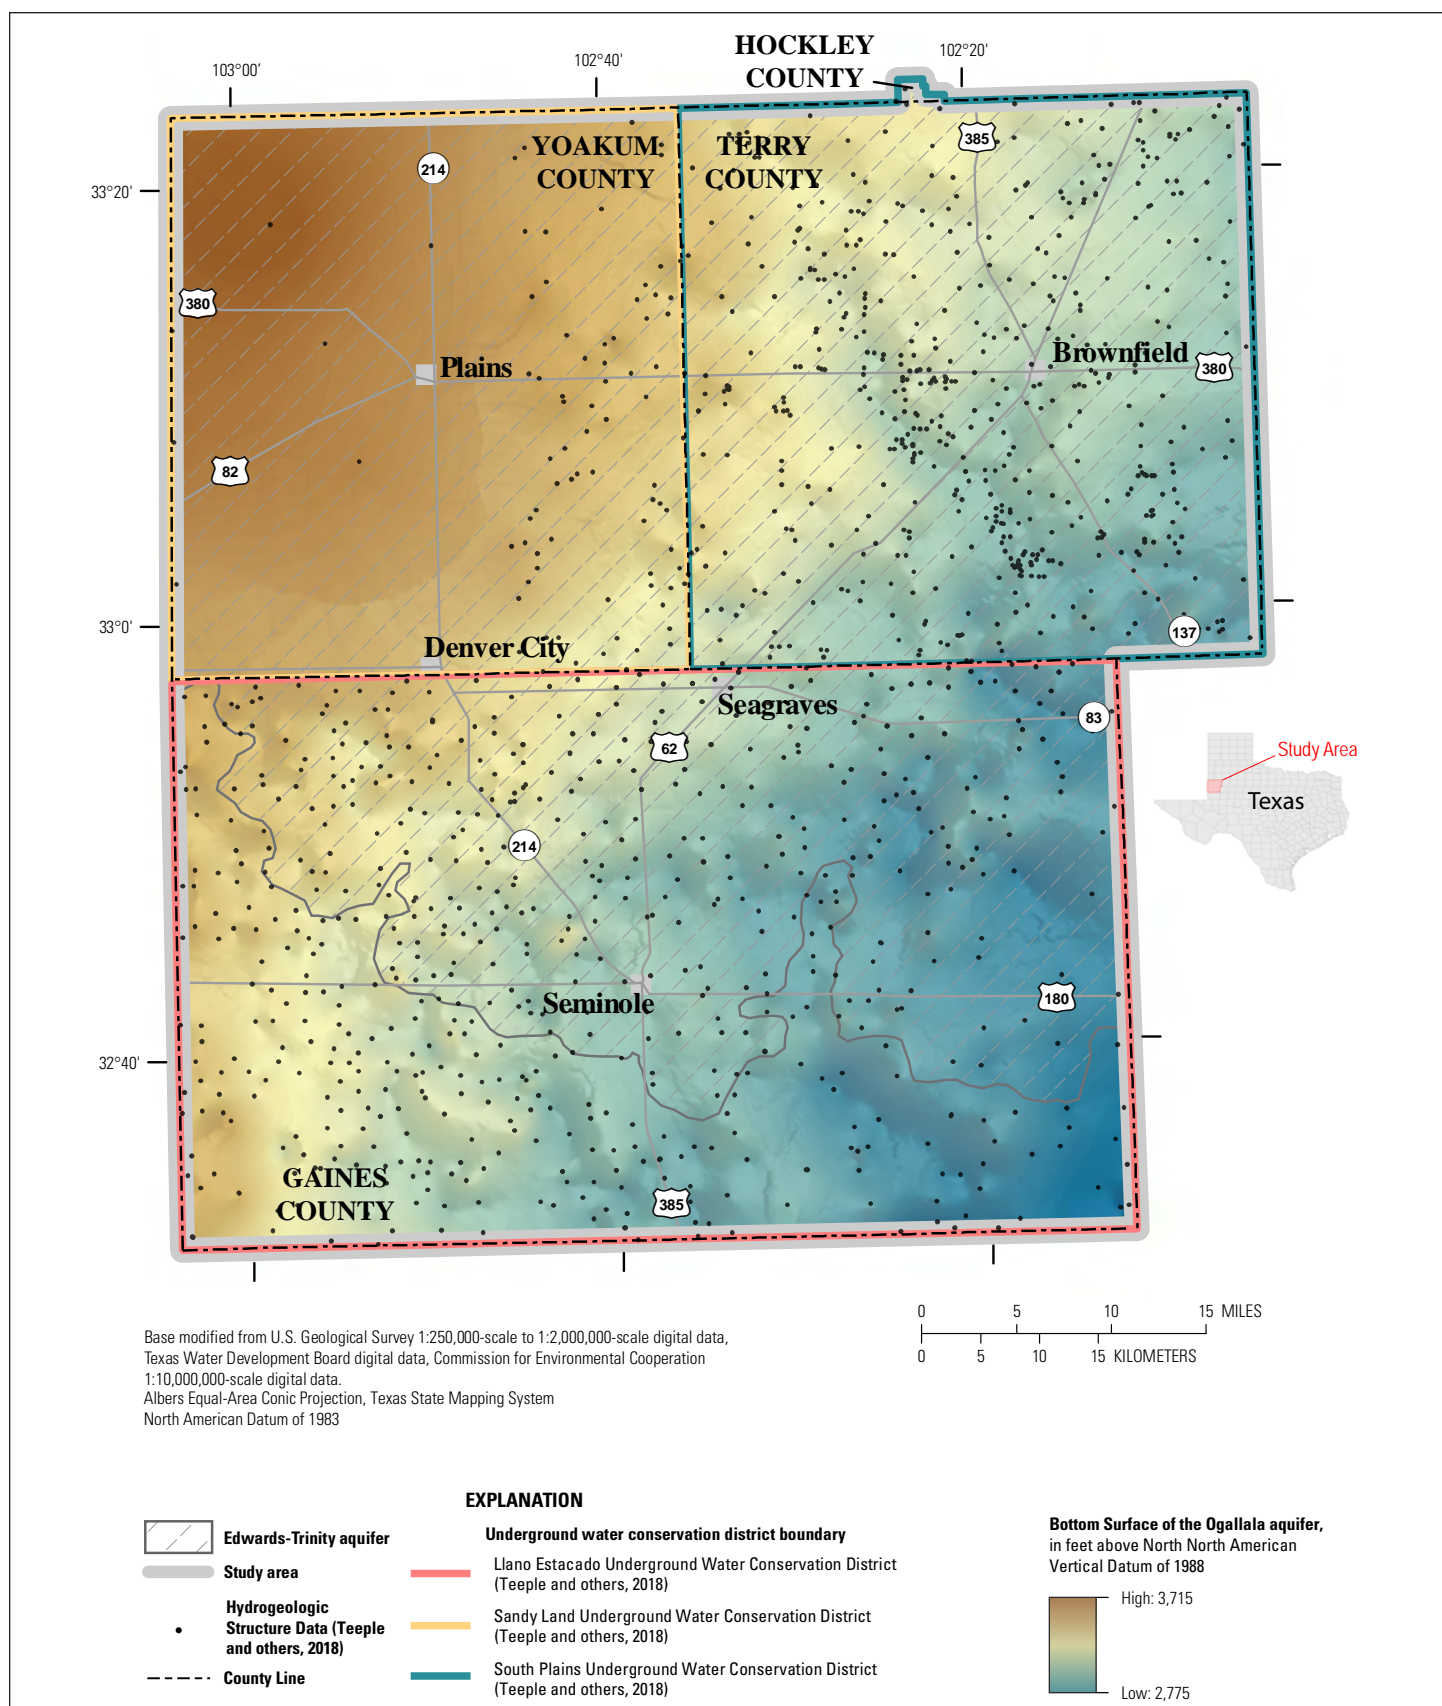 HOCKLEY
COUNTY
103°00'
102°40'
102°20'
YOAKUM
COUNTY
TERRY
COUNTY
385
214
33°20'
380
Plains
Brownfield
380
82
33°0'
Denver City
137
Seagraves
83
62
Study Area
Texas
214
Seminole
180
32°40'
GAINES
COUNTY
385
0 5 10 15 MILES
0 5 10 15 KILOMETERS
Base modified from U.S. Geological Survey 1:250,000-scale to 1:2,000,000-scale digital data,
Texas Water Development Board digital data, Commission for Environmental Cooperation
1:10,000,000-scale digital data.
Albers Equal-Area Conic Projection, Texas State Mapping System
North American Datum of 1983
EXPLANATION
Edwards-Trinity aquifer
Study area
Hydrogeologic
Structure Data (Teeple
and others, 2018)
County Line
Underground water conservation district boundary
Llano Estacado Underground Water Conservation District
(Teeple and others, 2018)
Sandy Land Underground Water Conservation District
(Teeple and others, 2018)
South Plains Underground Water Conservation District
(Teeple and others, 2018)
Bottom Surface of the Ogallala aquifer,
in feet above North North American
Vertical Datum of 1988
High: 3,715
Low: 2,775